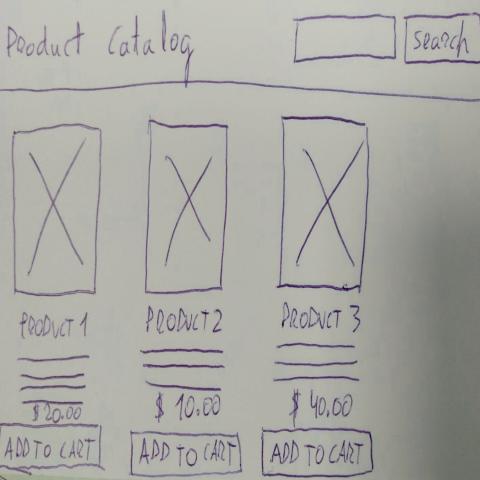 Product Catalog
Search
PRODUCT 1
PRODUCT 2
PRODUCT 3
$ 20.00
$ 10.00
$ 40.00
ADD TO CART
ADD TO CART
ADD TO CART